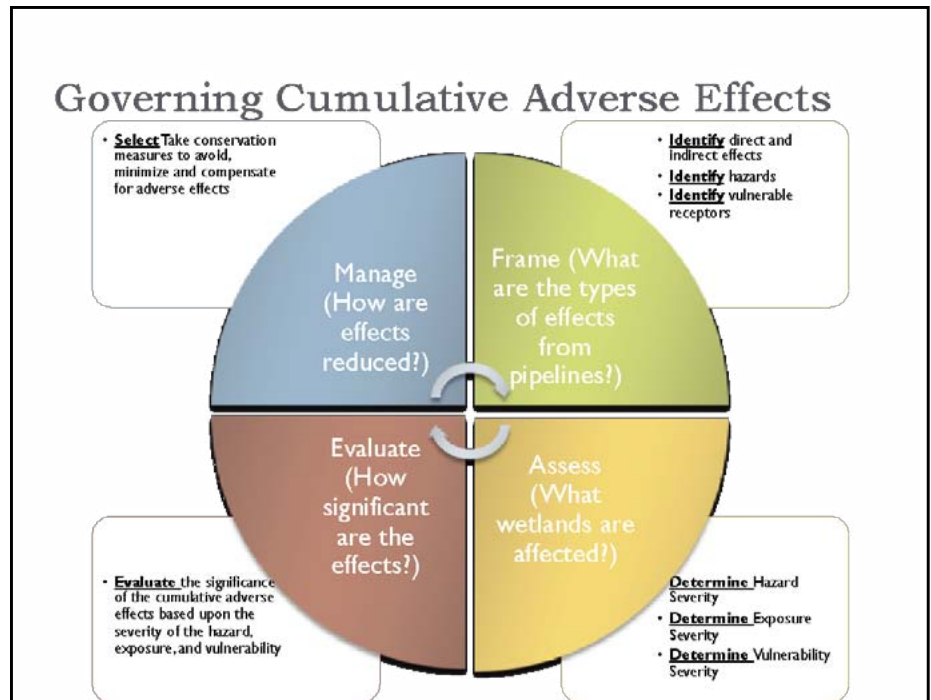 Governing Cumulative Adverse Effects
• Select Take conservation
measures to avoid,
minimize and compensate
for adverse effects
• Identify direct and
indirect effects
• Identify hazards
• Identify vulnerable
receptors
Manage
(How are
effects
reduced?)
Frame (What
are the types
of effects
from
pipelines?)
Evaluate
(How
significant
are the
effects?)
Assess
(What
wetlands are
affected?)
• Evaluate the significance
of the cumulative adverse
effects based upon the
severity of the hazard,
exposure, and vulnerability
Determine Hazard
Severity
• Determine Exposure
Severity
• Determine Vulnerability
Severity